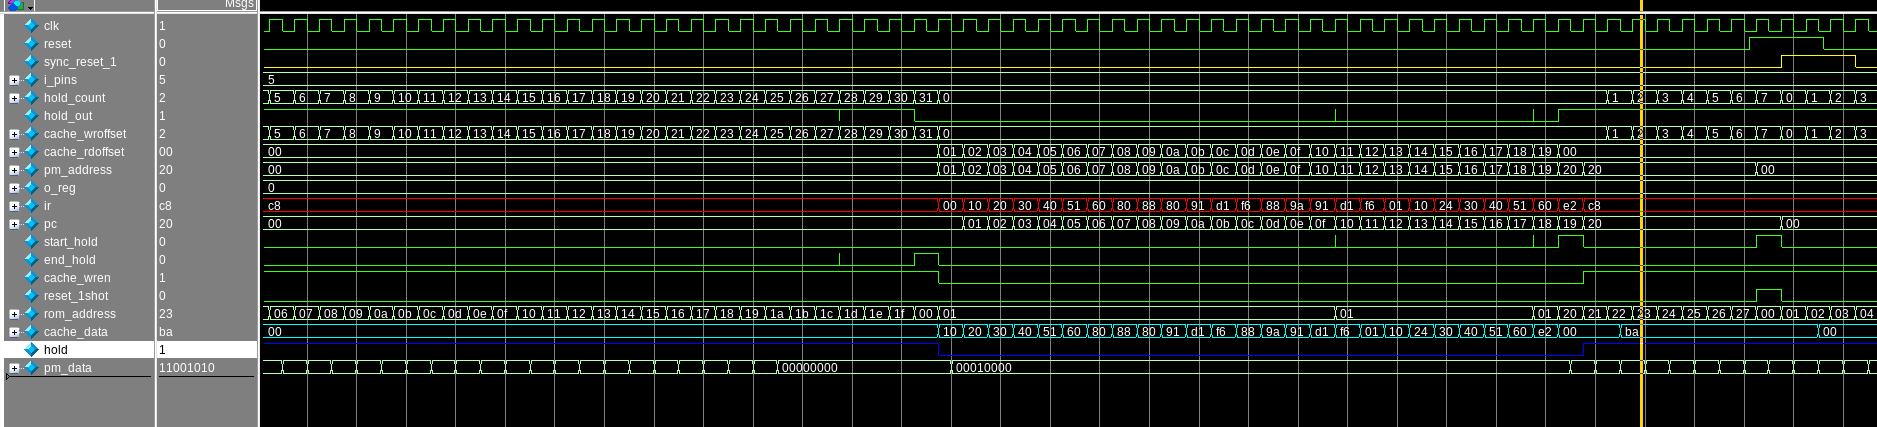 Msgs
clk 1
reset 0
sync_reset_1 0
i_pins 5 5
hold_count 2 5 6 7 8 9 10 11 12 13 14 15 16 17 18 19 20 21 22 23 24 25 26 27 28 29 30 31 0 1 2 3 4 5 6 7 0 1 2 3
hold_out 1
cache_wroffset 2 5 6 7 8 9 10 11 12 13 14 15 16 17 18 19 20 21 22 23 24 25 26 27 28 29 30 31 0 1 2 3 4 5 6 7 0 1 2 3
cache_rdoffset 00 00 01 02 03 04 05 06 07 08 09 0a 0b 0c 0d 0e 0f 10 11 12 13 14 15 16 17 18 19 00
pm_address 20 00 01 02 03 04 05 06 07 08 09 0a 0b 0c 0d 0e 0f 10 11 12 13 14 15 16 17 18 19 20 20 00
o_reg 0 0
ir c8 c8 00 10 20 30 40 51 60 80 88 80 91 d1 f6 88 9a 91 d1 f6 01 10 24 30 40 51 60 e2 c8
pc 20 00 01 02 03 04 05 06 07 08 09 0a 0b 0c 0d 0e 0f 10 11 12 13 14 15 16 17 18 19 20 00
start_hold 0
end_hold 0
cache_wren 1
reset_1shot 0
rom_address 23 06 07 08 09 0a 0b 0c 0d 0e 0f 10 11 12 13 14 15 16 17 18 19 1a 1b 1c 1d 1e 1f 00 01 01 01 20 21 22 23 24 25 26 27 00 01 02 03 04
cache_data ba 00 10 20 30 40 51 60 80 88 80 91 d1 f6 88 9a 91 d1 f6 01 10 24 30 40 51 60 e2 00 ba 00
hold 1
pm_data 11001010 00000000 00010000